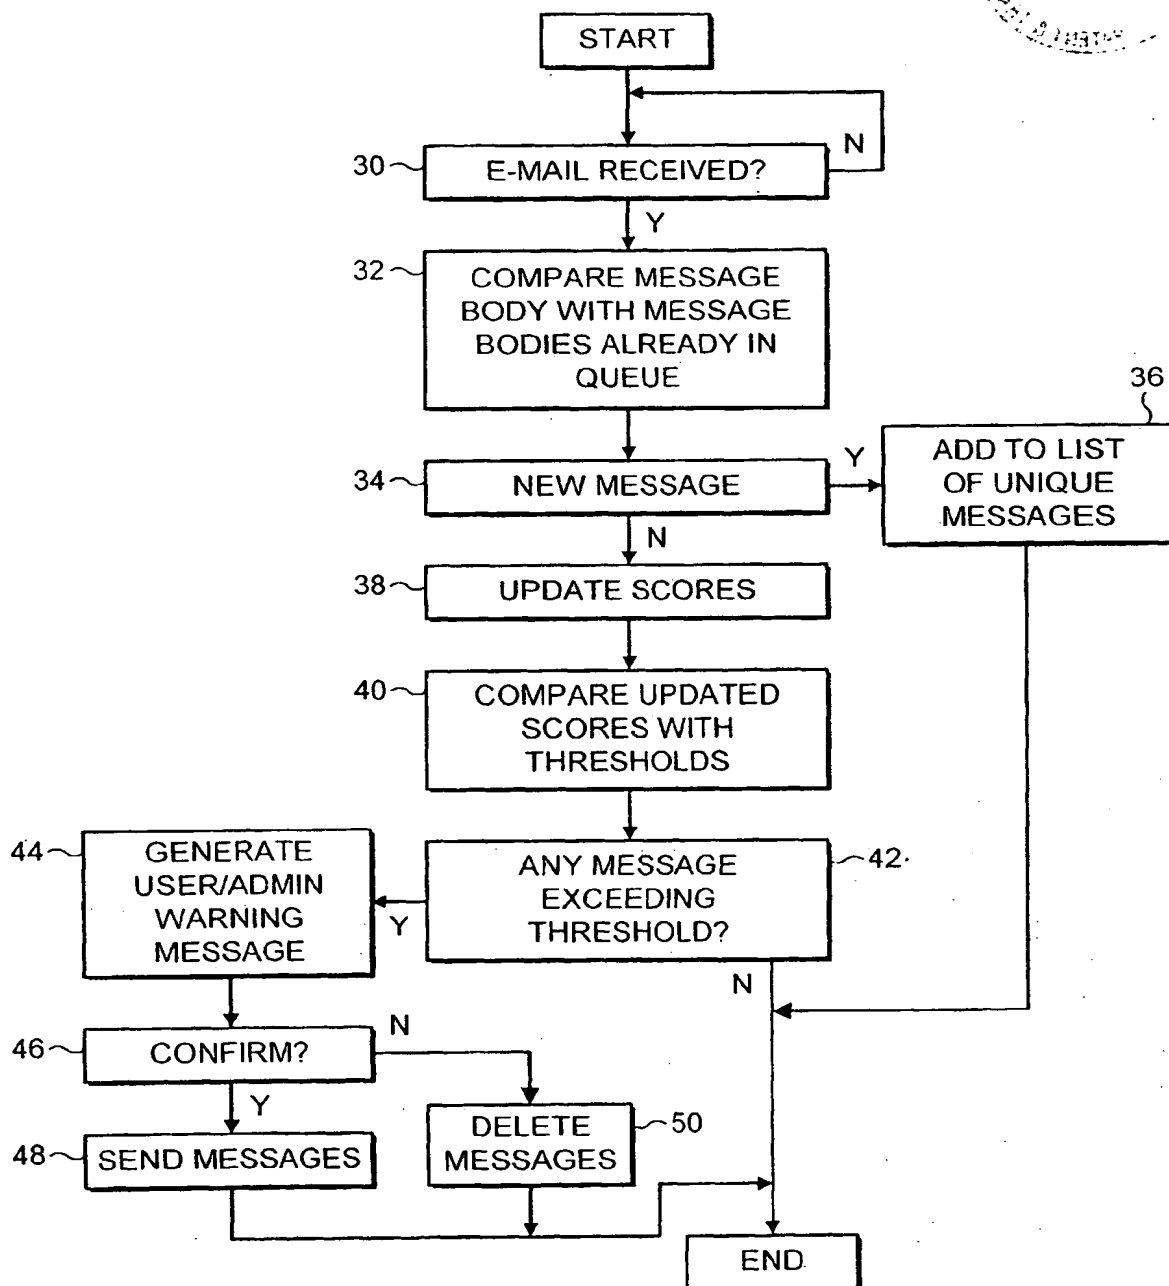 START
N
30
E-MAIL RECEIVED?
Y
32
COMPARE MESSAGE
BODY WITH MESSAGE
BODIES ALREADY IN
QUEUE
36
34
NEW MESSAGE
Y
ADD TO LIST
OF UNIQUE
MESSAGES
N
38
UPDATE SCORES
40
COMPARE UPDATED
SCORES WITH
THRESHOLDS
44
GENERATE
USER/ADMIN
WARNING
MESSAGE
Y
ANY MESSAGE
EXCEEDING
THRESHOLD?
42
N
46
CONFIRM?
N
Y
48
SEND MESSAGES
DELETE
MESSAGES
50
END